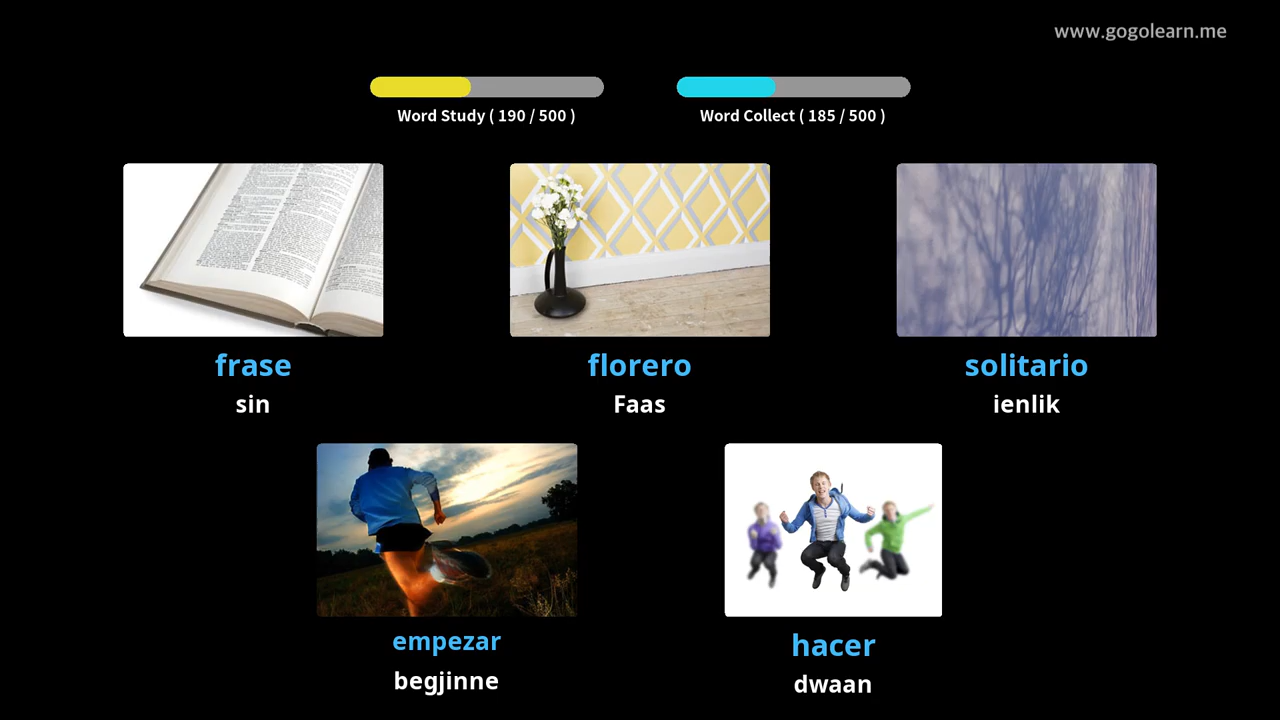 www.gogolearn.me
Word Study ( 190 / 500 )
Word Collect ( 185 / 500 )
frase
sin
florero
Faas
solitario
ienlik
empezar
begjinne
hacer
dwaan